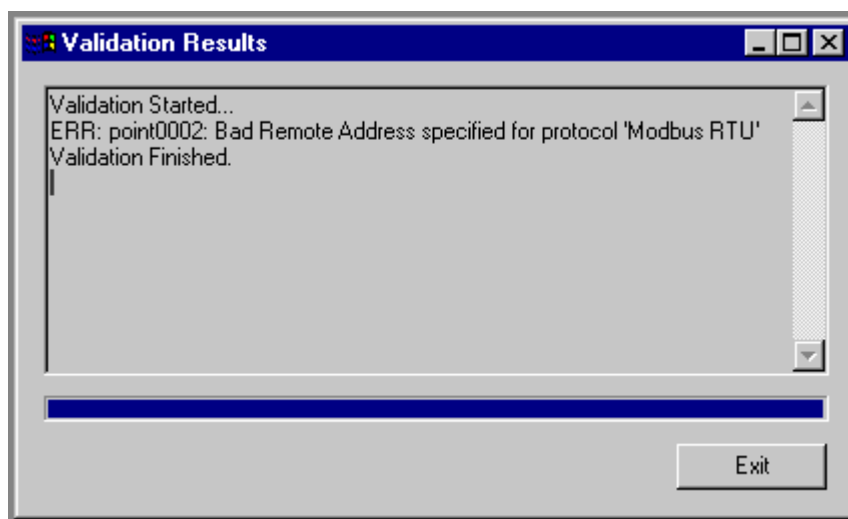 Validation Results
Validation Started...
ERR: point0002: Bad Remote Address specified for protocol 'Modbus RTU'
Validation Finished.
Exit